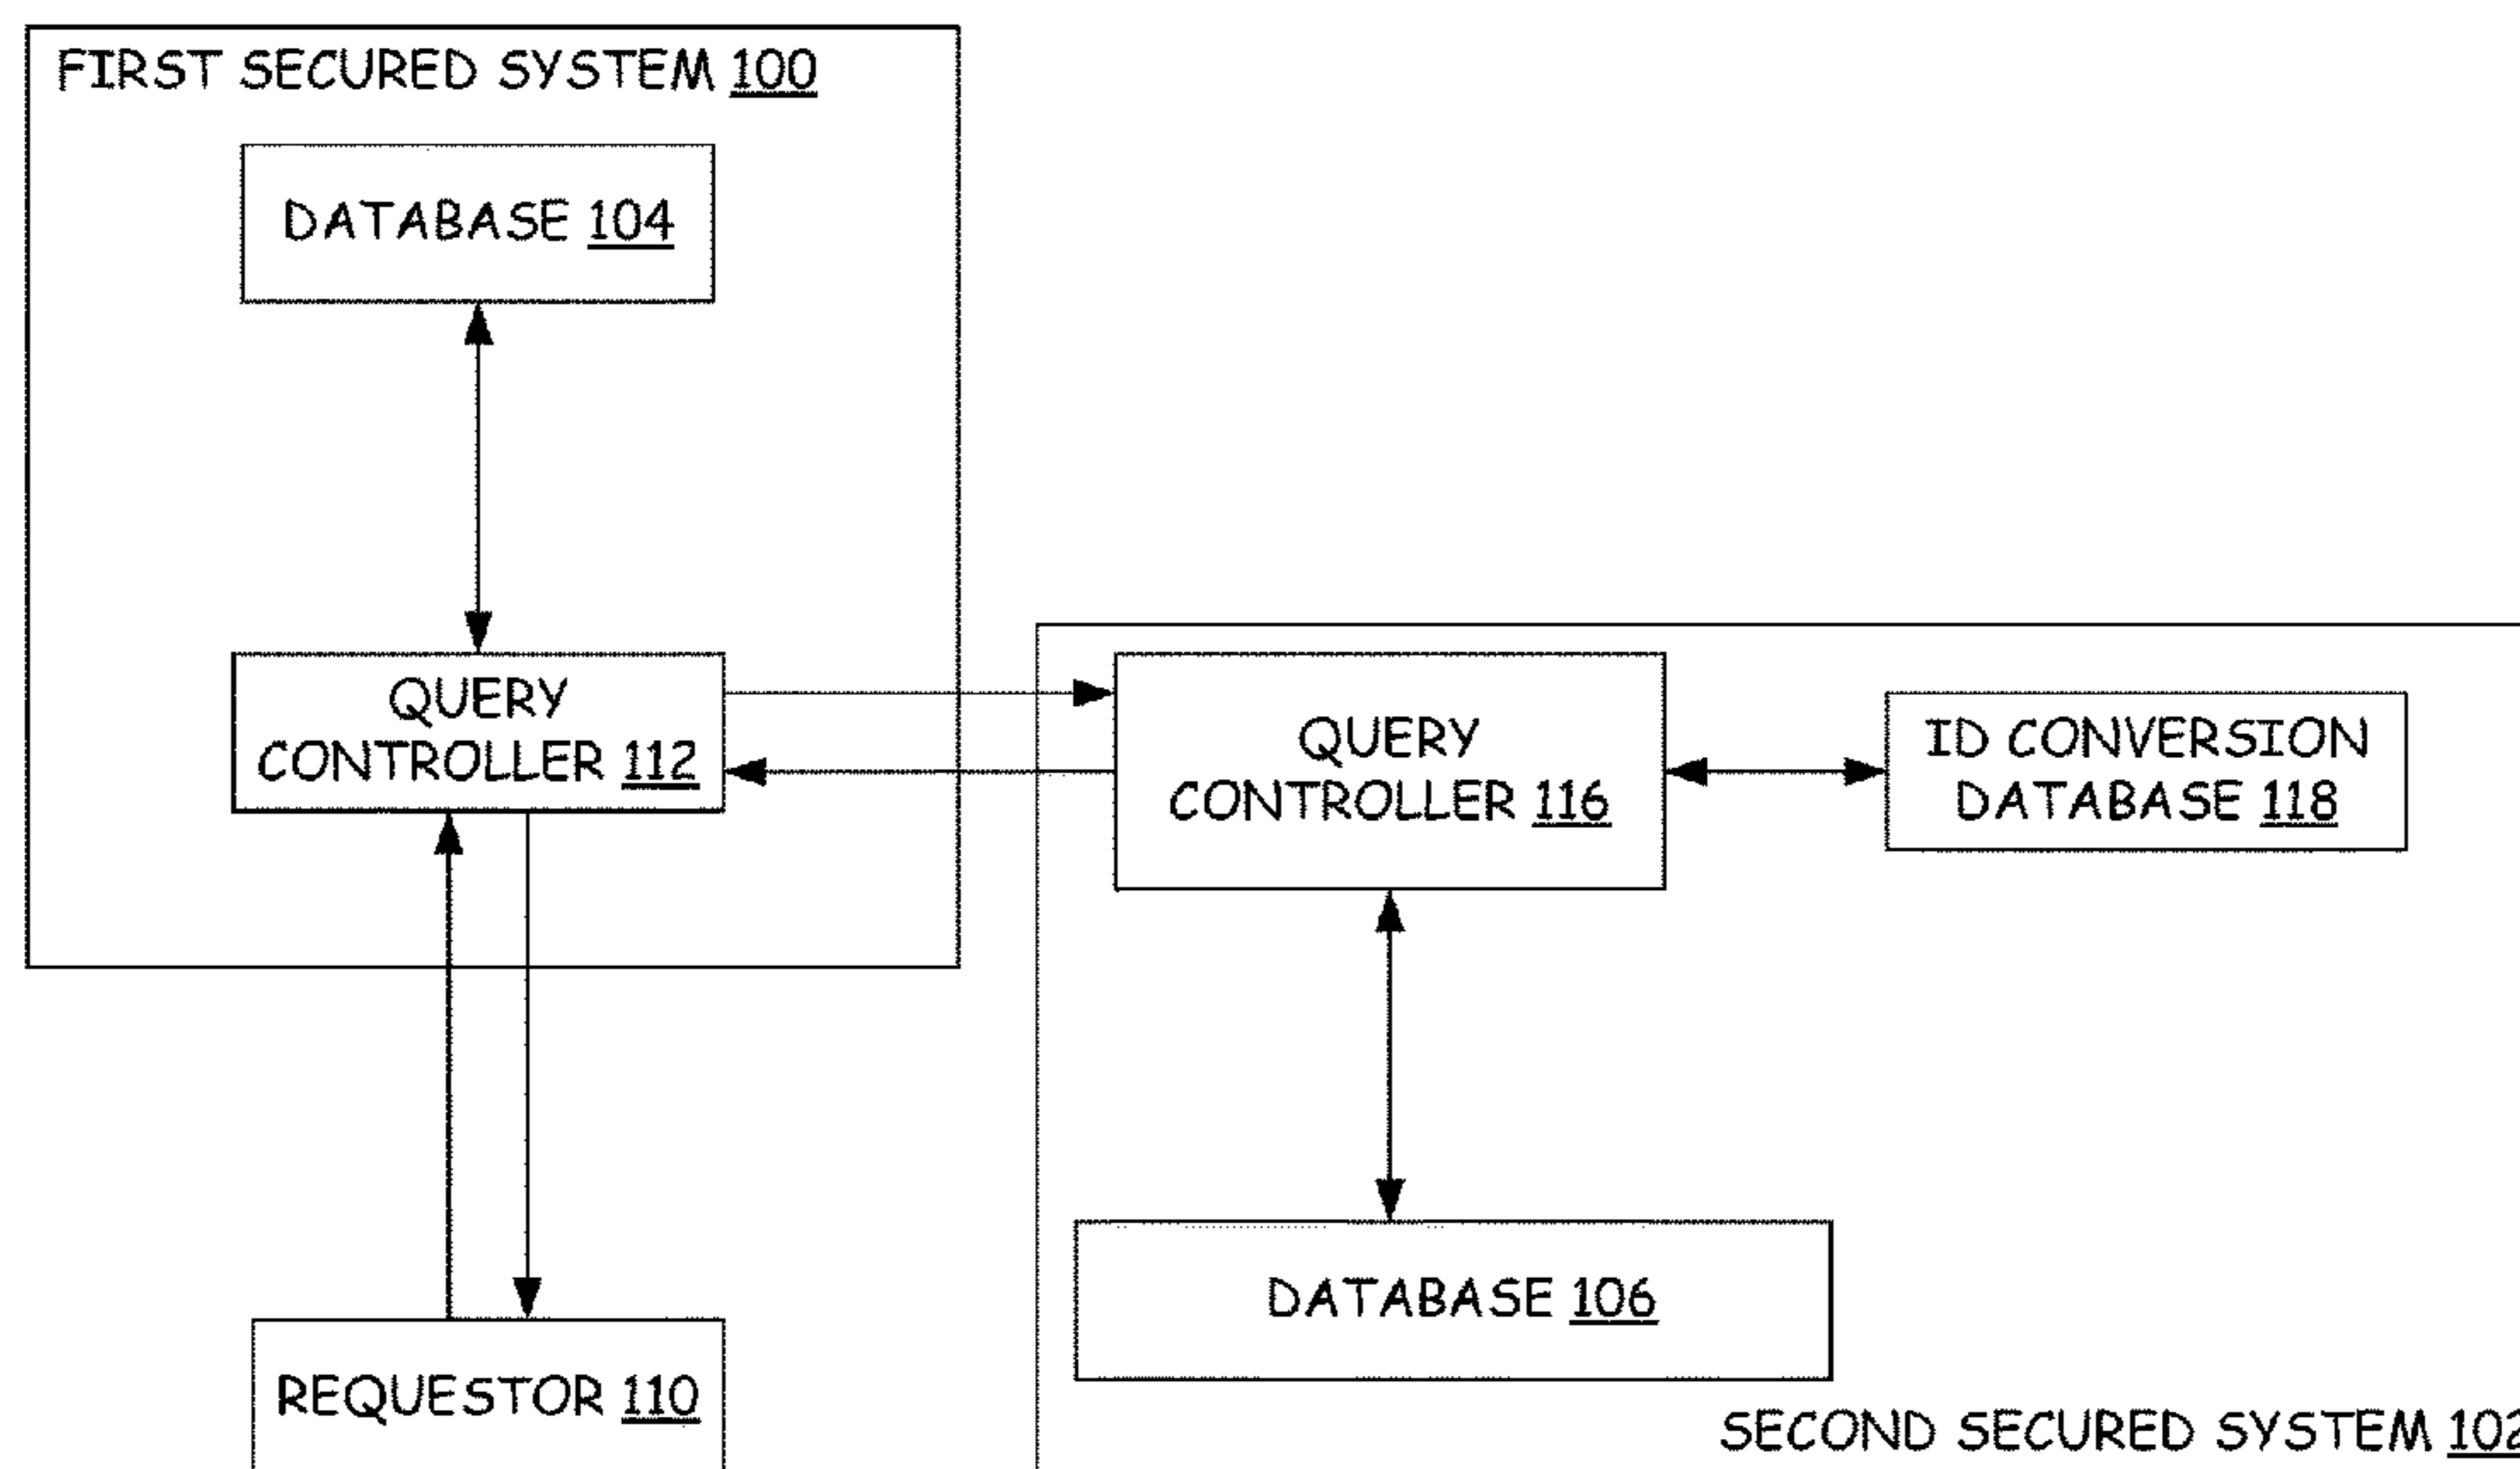 FIRST SECURED SYSTEM 100
DATABASE 104
QUERY
CONTROLLER 112
QUERY
CONTROLLER 116
ID CONVERSION
DATABASE 118
DATABASE 106
REQUESTOR 110
SECOND SECURED SYSTEM 102